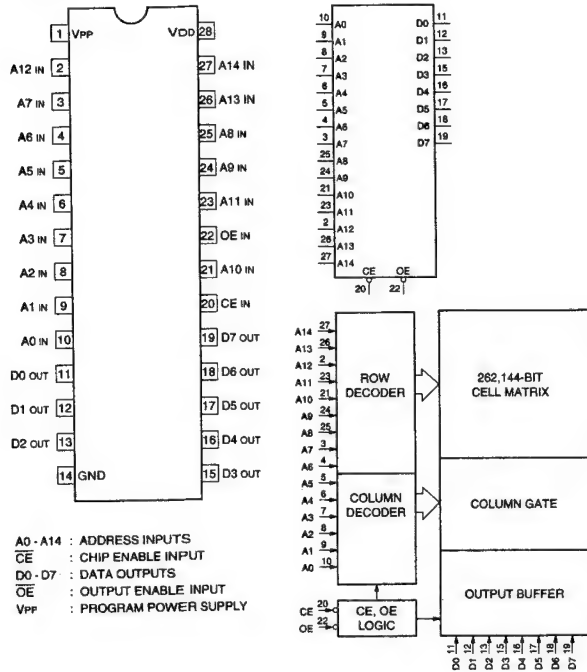 1 VPP VDD 28
A12 IN 2 27 A14 IN
A7 IN 3 26 A13 IN
A6 IN 4 25 A8 IN
A5 IN 5 24 A9 IN
A4 IN 6 23 A11 IN
A3 IN 7 22 OE IN
A2 IN 8 21 A10 IN
A1 IN 9 20 CE IN
A0 IN 10 19 D7 OUT
D0 OUT 11 18 D6 OUT
D1 OUT 12 17 D5 OUT
D2 OUT 13 16 D4 OUT
14 GND 15 D3 OUT
A0 - A14 : ADDRESS INPUTS
CE : CHIP ENABLE INPUT
D0 - D7 : DATA OUTPUTS
OE : OUTPUT ENABLE INPUT
VPP : PROGRAM POWER SUPPLY
10 A0 D0 11
9 A1 D1 12
8 A2 D2 13
7 A3 D3 15
6 A4 D4 16
5 A5 D5 17
4 A6 D6 18
3 A7 D7 19
25 A8
24 A9
21 A10
23 A11
2 A12
26 A13
27 A14
CE OE
20 22
A14 27
A13 26
A12 2
A11 23
A10 21
A9 24
A8 25
A7 3
A6 4
A5 5
A4 6
A3 7
A2 8
A1 9
A0 10
ROW
DECODER
COLUMN
DECODER
262,144-BIT
CELL MATRIX
COLUMN GATE
OUTPUT BUFFER
CE 20
OE 22
CE, OE
LOGIC
11 12 13 15 16 17 18 19
D0 D1 D2 D3 D4 D5 D6 D7